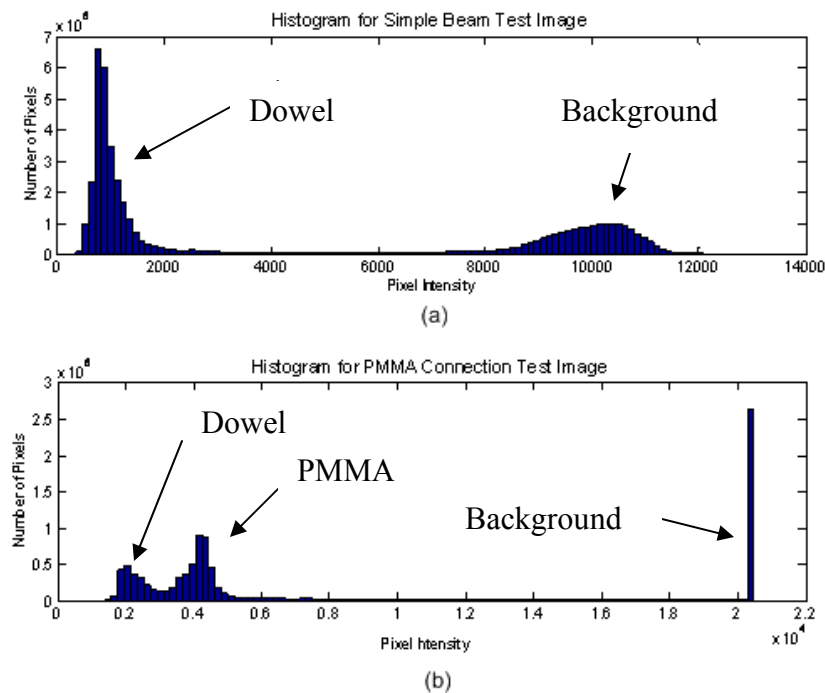 Histogram for Simple Beam Test Image
x 10^6
7
6
5
4
3
2
1
0
Number of Pixels
Dowel
Background
0 2000 4000 6000 8000 10000 12000 14000
Pixel Intensity
(a)
Histogram for PMMA Connection Test Image
x 10^6
3
2.5
2
1.5
1
0.5
0
Number of Pixels
Dowel
PMMA
Background
0 0.2 0.4 0.6 0.8 1 1.2 1.4 1.6 1.8 2 2.2
x 10^4
Pixel Intensity
(b)